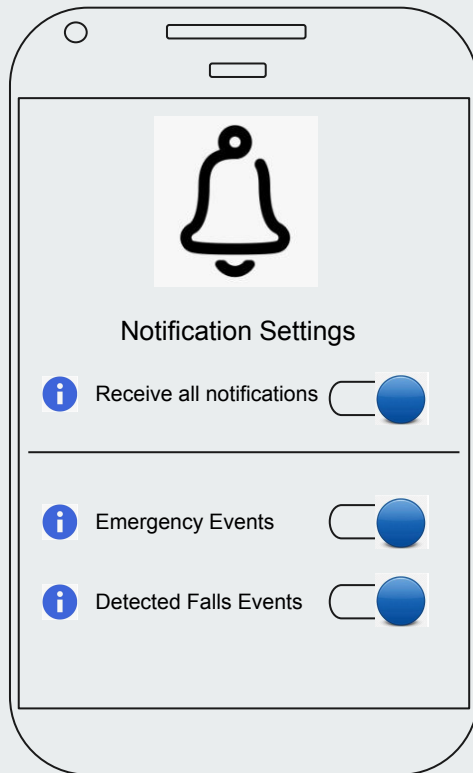 Notification Settings
Receive all notifications
Emergency Events
Detected Falls Events